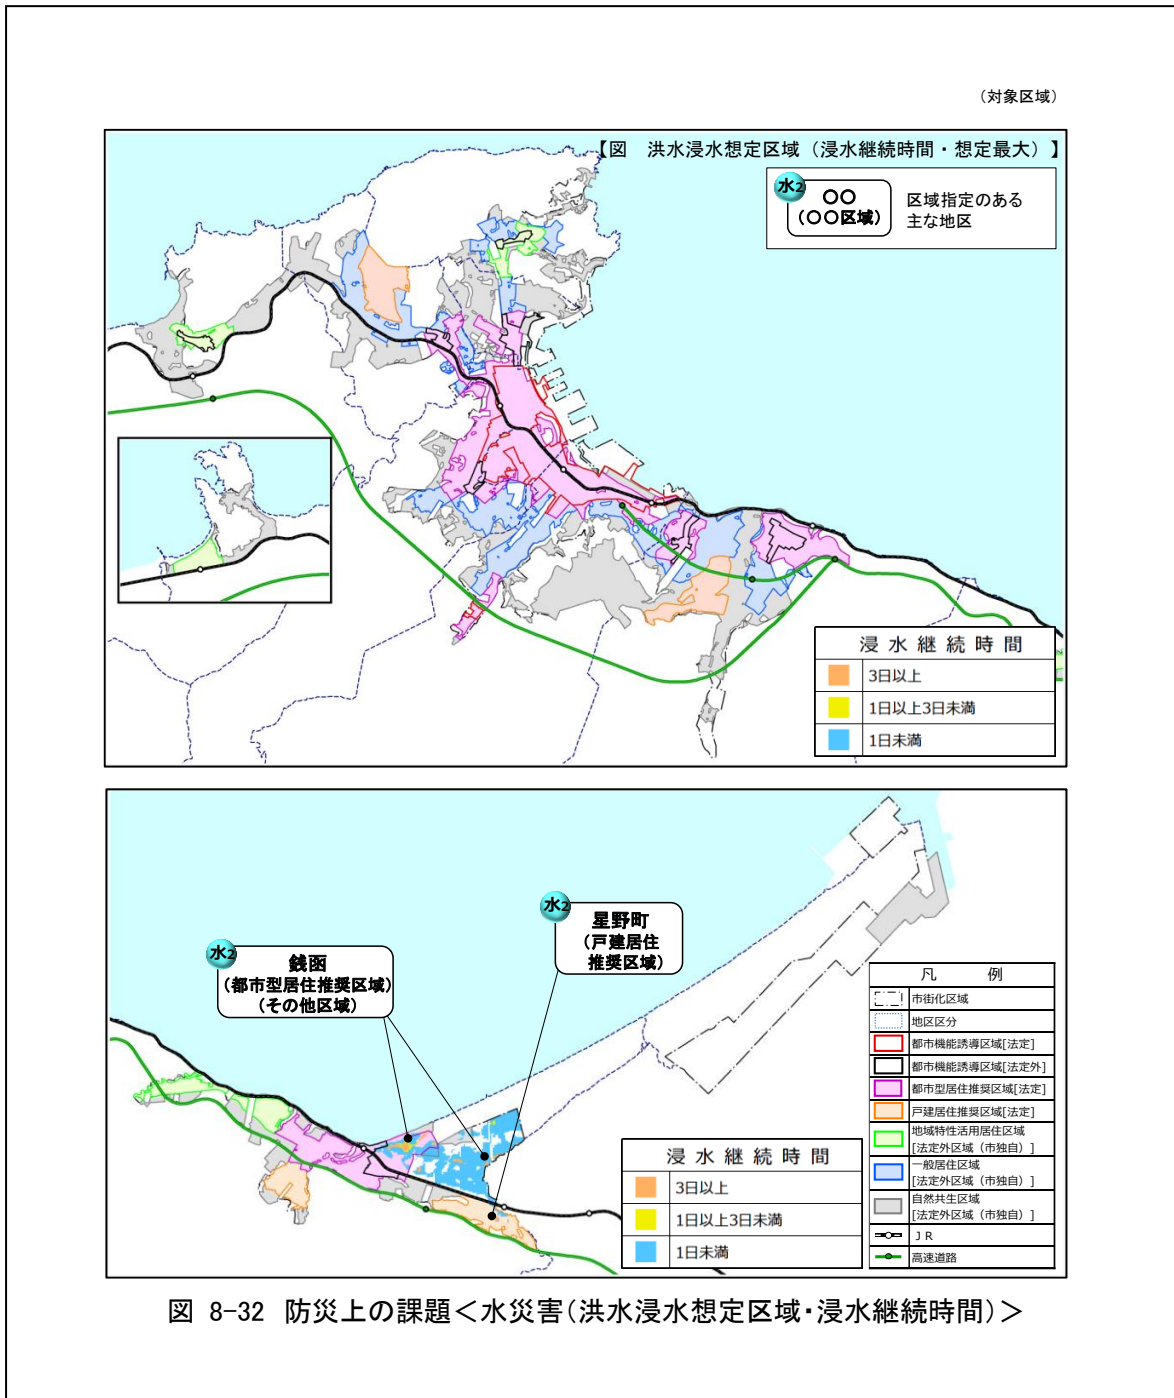 （対象区域）
【図　洪水浸水想定区域（浸水継続時間・想定最大）】
水2
〇〇
（〇〇区域）
区域指定のある
主な地区
浸水継続時間
3日以上
1日以上3日未満
1日未満
水2
星野町
（戸建居住
推奨区域）
水2
銭函
（都市型居住推奨区域）
（その他区域）
凡　例
市街化区域
地区区分
都市機能誘導区域[法定]
都市機能誘導区域[法定外]
都市型居住推奨区域[法定]
戸建居住推奨区域[法定]
地域特性活用居住区域
[法定外区域（市独自）]
一般居住区域
[法定外区域（市独自）]
自然共生区域
[法定外区域（市独自）]
ＪＲ
高速道路
浸水継続時間
3日以上
1日以上3日未満
1日未満
図 8-32 防災上の課題＜水災害（洪水浸水想定区域・浸水継続時間）＞